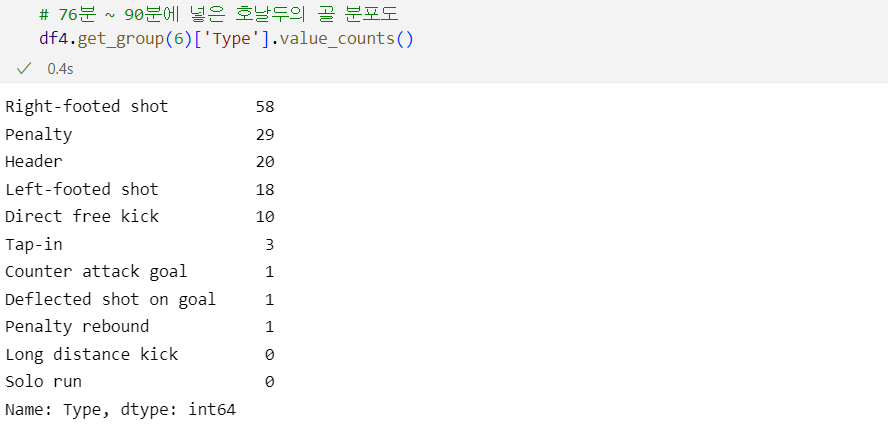 # 76분 ~ 90분에 넣은 호날두의 골 분포도
df4.get_group(6)['Type'].value_counts()
✓ 0.4s
Right-footed shot 58
Penalty 29
Header 20
Left-footed shot 18
Direct free kick 10
Tap-in 3
Counter attack goal 1
Deflected shot on goal 1
Penalty rebound 1
Long distance kick 0
Solo run 0
Name: Type, dtype: int64